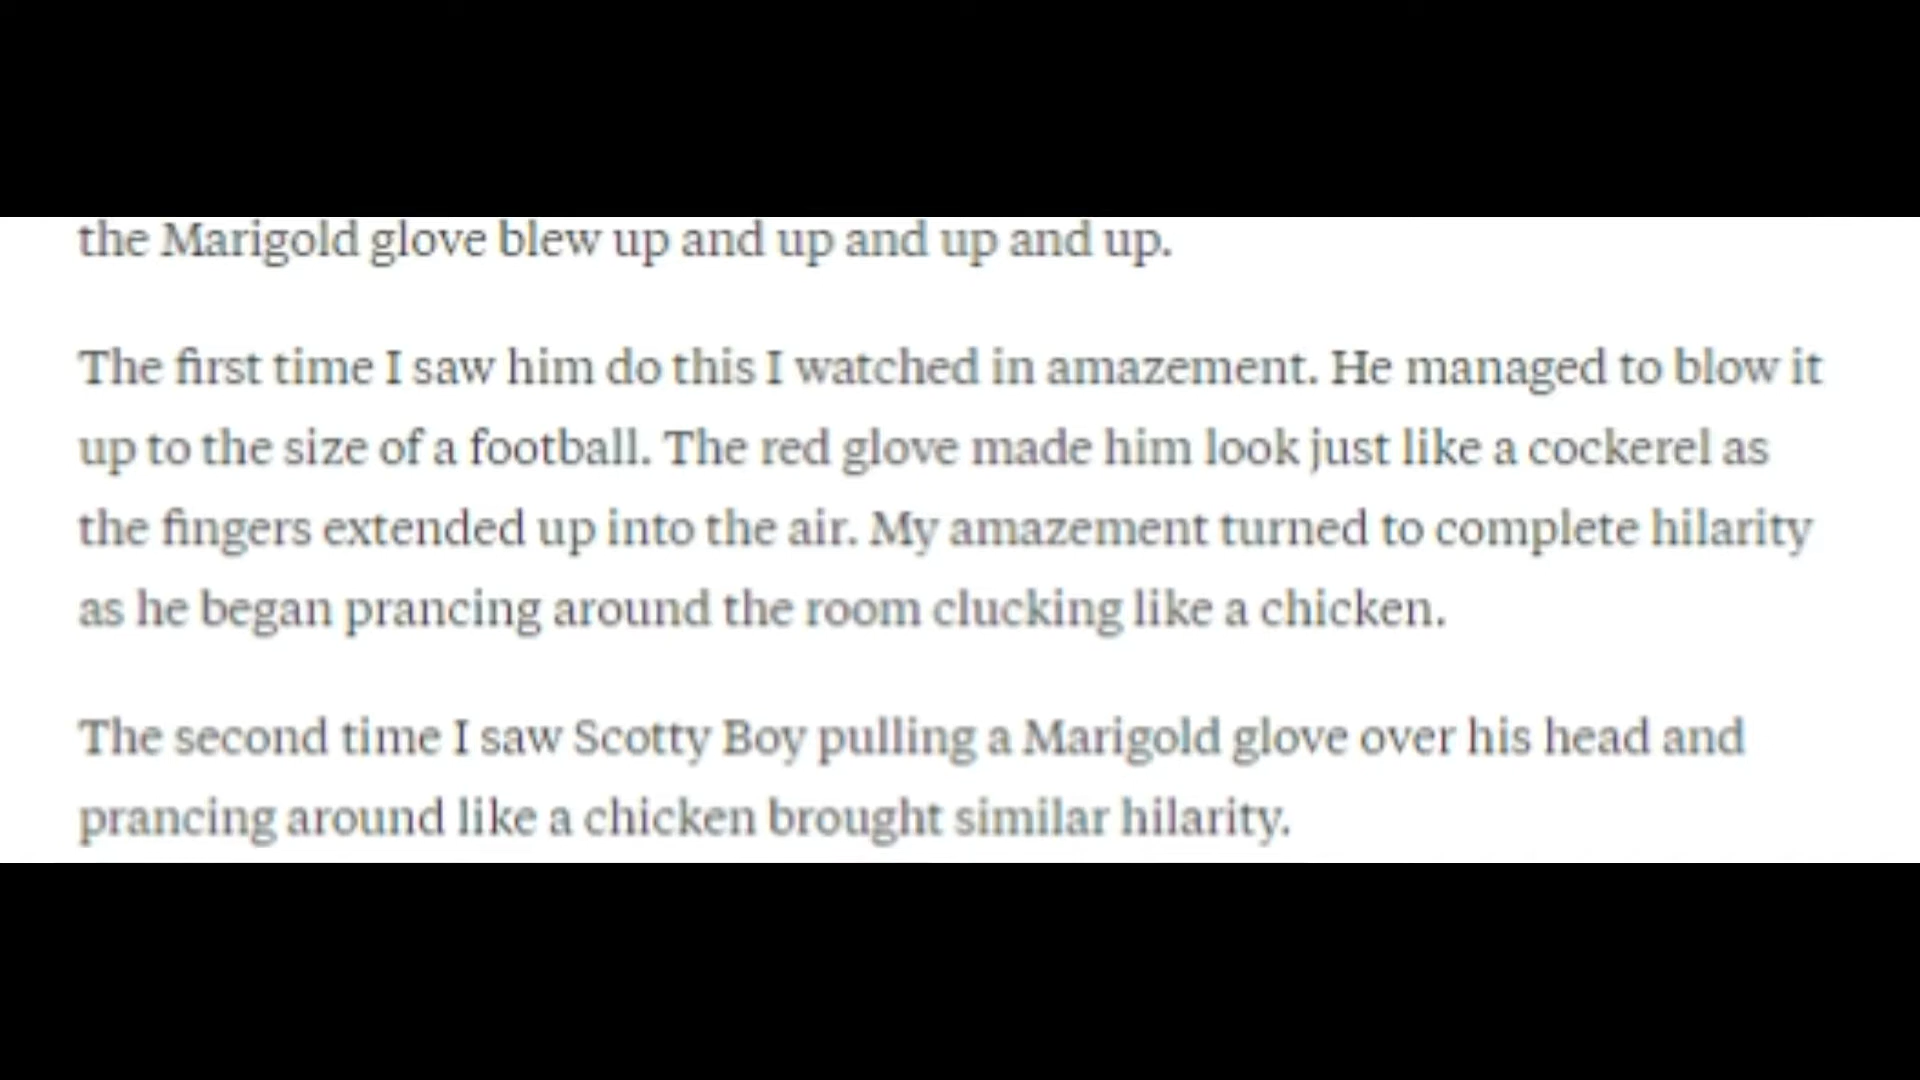 the Marigold glove blew up and up and up and up.
The first time I saw him do this I watched in amazement. He managed to blow it
up to the size of a football. The red glove made him look just like a cockerel as
the fingers extended up into the air. My amazement turned to complete hilarity
as he began prancing around the room clucking like a chicken.
The second time I saw Scotty Boy pulling a Marigold glove over his head and
prancing around like a chicken brought similar hilarity.